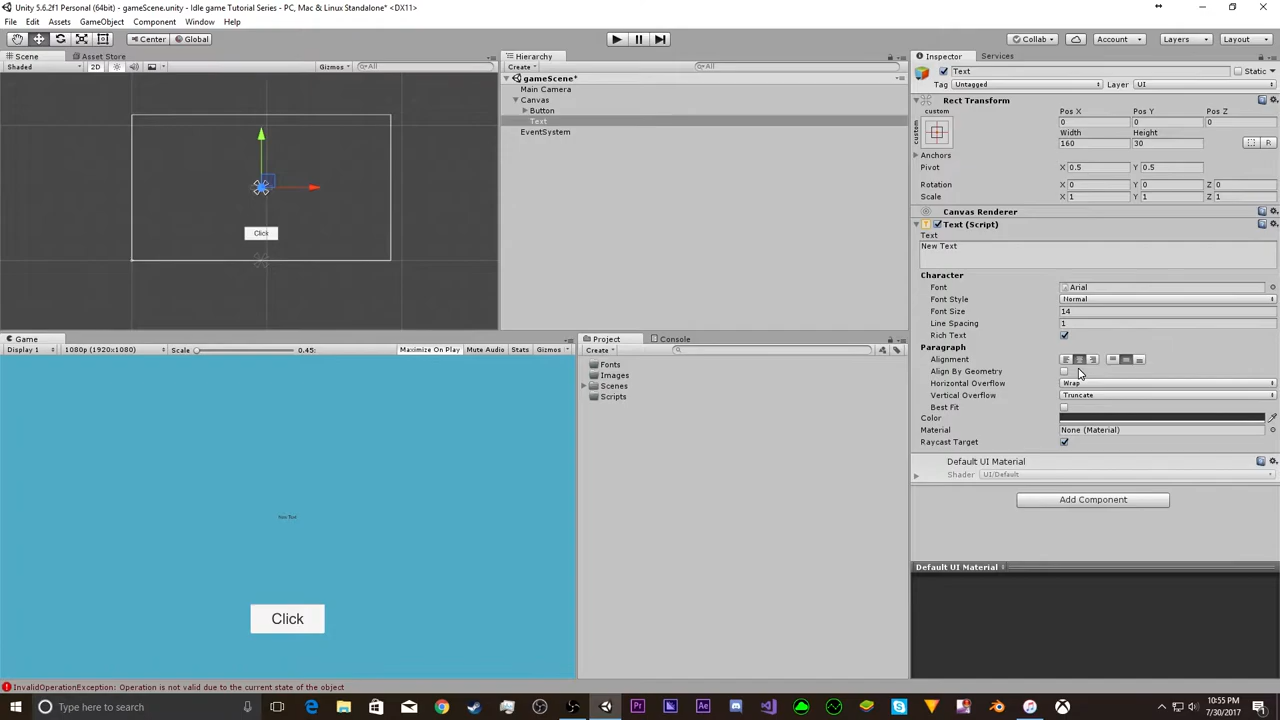 Unity 5.6.2f1 Personal (64bit) - gameScene.unity - Idle game Tutorial Series - PC, Mac & Linux Standalone* <DX11>
File Edit Assets GameObject Component Window Help
Center Global Collab Account Layers Layout
Scene Asset Store
Shaded 2D Gizmos All
Click
Hierarchy
Create All
gameScene*
Main Camera
Canvas
Button
Text
EventSystem
Inspector Services
Text Static
Tag Untagged Layer UI
Rect Transform
custom Pos X Pos Y Pos Z
custom 0 0 0
Width Height
160 30 R
Anchors
Pivot X 0.5 Y 0.5
Rotation X 0 Y 0 Z 0
Scale X 1 Y 1 Z 1
Canvas Renderer
Text (Script)
Text
New Text
Character
Font Arial
Font Style Normal
Font Size 14
Line Spacing 1
Rich Text
Paragraph
Alignment
Align By Geometry
Horizontal Overflow Wrap
Vertical Overflow Truncate
Best Fit
Color
Material None (Material)
Raycast Target
Default UI Material
Shader UI/Default
Add Component
Default UI Material
Game
Display 1 1080p (1920x1080) Scale 0.45: Maximize On Play Mute Audio Stats Gizmos
New Text
Click
Project Console
Create
Fonts
Images
Scenes
Scripts
InvalidOperationException: Operation is not valid due to the current state of the object
Type here to search
10:55 PM
7/30/2017